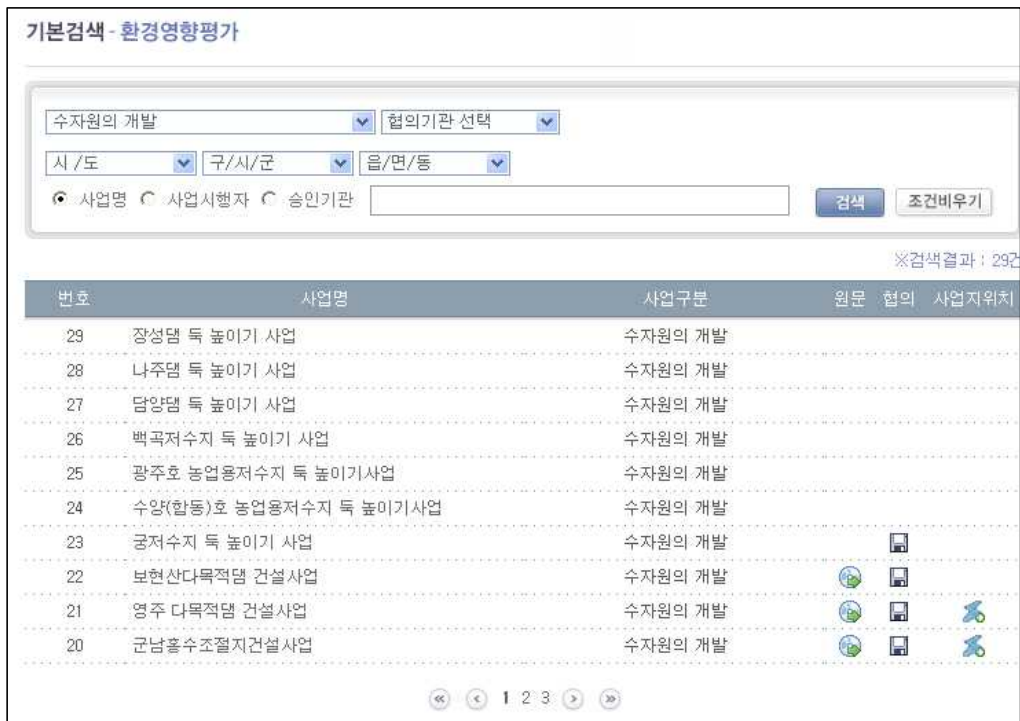 기본검색 - 환경영향평가
수자원의 개발 협의기관 선택
시 /도 구/시/군 읍/면/동
사업명 사업시행자 승인기관 검색 조건비우기
※검색결과 : 29건
번호 사업명 사업구분 원문 협의 사업지위치
29 장성댐 둑 높이기 사업 수자원의 개발
28 나주댐 둑 높이기 사업 수자원의 개발
27 담양댐 둑 높이기 사업 수자원의 개발
26 백곡저수지 둑 높이기 사업 수자원의 개발
25 광주호 농업용저수지 둑 높이기사업 수자원의 개발
24 수양(함동)호 농업용저수지 둑 높이기사업 수자원의 개발
23 궁저수지 둑 높이기 사업 수자원의 개발
22 보현산다목적댐 건설사업 수자원의 개발
21 영주 다목적댐 건설사업 수자원의 개발
20 군남홍수조절지건설사업 수자원의 개발
1 2 3